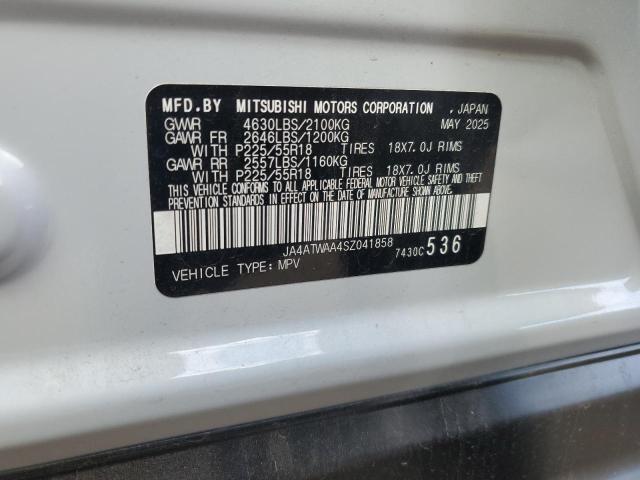 MFD.BY MITSUBISHI MOTORS CORPORATION , JAPAN
GVWR 4630LBS/2100KG MAY 2025
GAWR FR 2646LBS/1200KG
WITH P225/55R18 TIRES 18X7.0J RIMS
GAWR RR 2557LBS/1160KG
WITH P225/55R18 TIRES 18X7.0J RIMS
THIS VEHICLE CONFORMS TO ALL APPLICABLE FEDERAL MOTOR VEHICLE SAFETY AND THEFT
PREVENTION STANDARDS IN EFFECT ON THE DATE OF MANUFACTURE SHOWN ABOVE.
JA4ATWAA4SZ041858
7430C536
VEHICLE TYPE:MPV